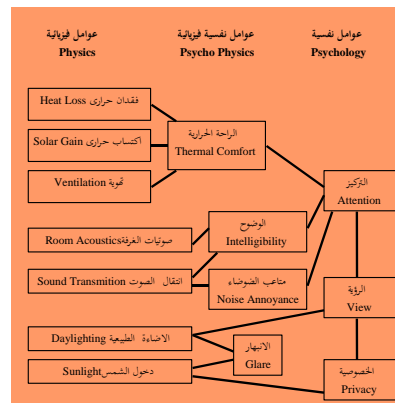 عوامل فيزيائية
Physics
عوامل نفسية فيزيائية
Psycho Physics
عوامل نفسية
Psychology
Heat Loss فقدان حرارى
Solar Gain اكتساب حرارى
Ventilation تهوية
الراحة الحرارية
Thermal Comfort
التركيز
Attention
Room Acoustics صوتيات الغرفة
الوضوح
Intelligibility
Sound Transmition انتقال الصوت
متاعب الضوضاء
Noise Annoyance
الرؤية
View
Daylighting الاضاءة الطبيعية
الانبهار
Glare
Sunlight دخول الشمس
الخصوصية
Privacy